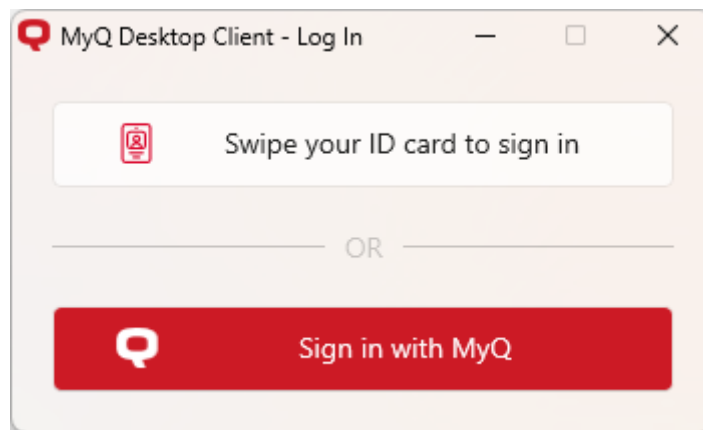 MyQ Desktop Client - Log In
Swipe your ID card to sign in
OR
Sign in with MyQ